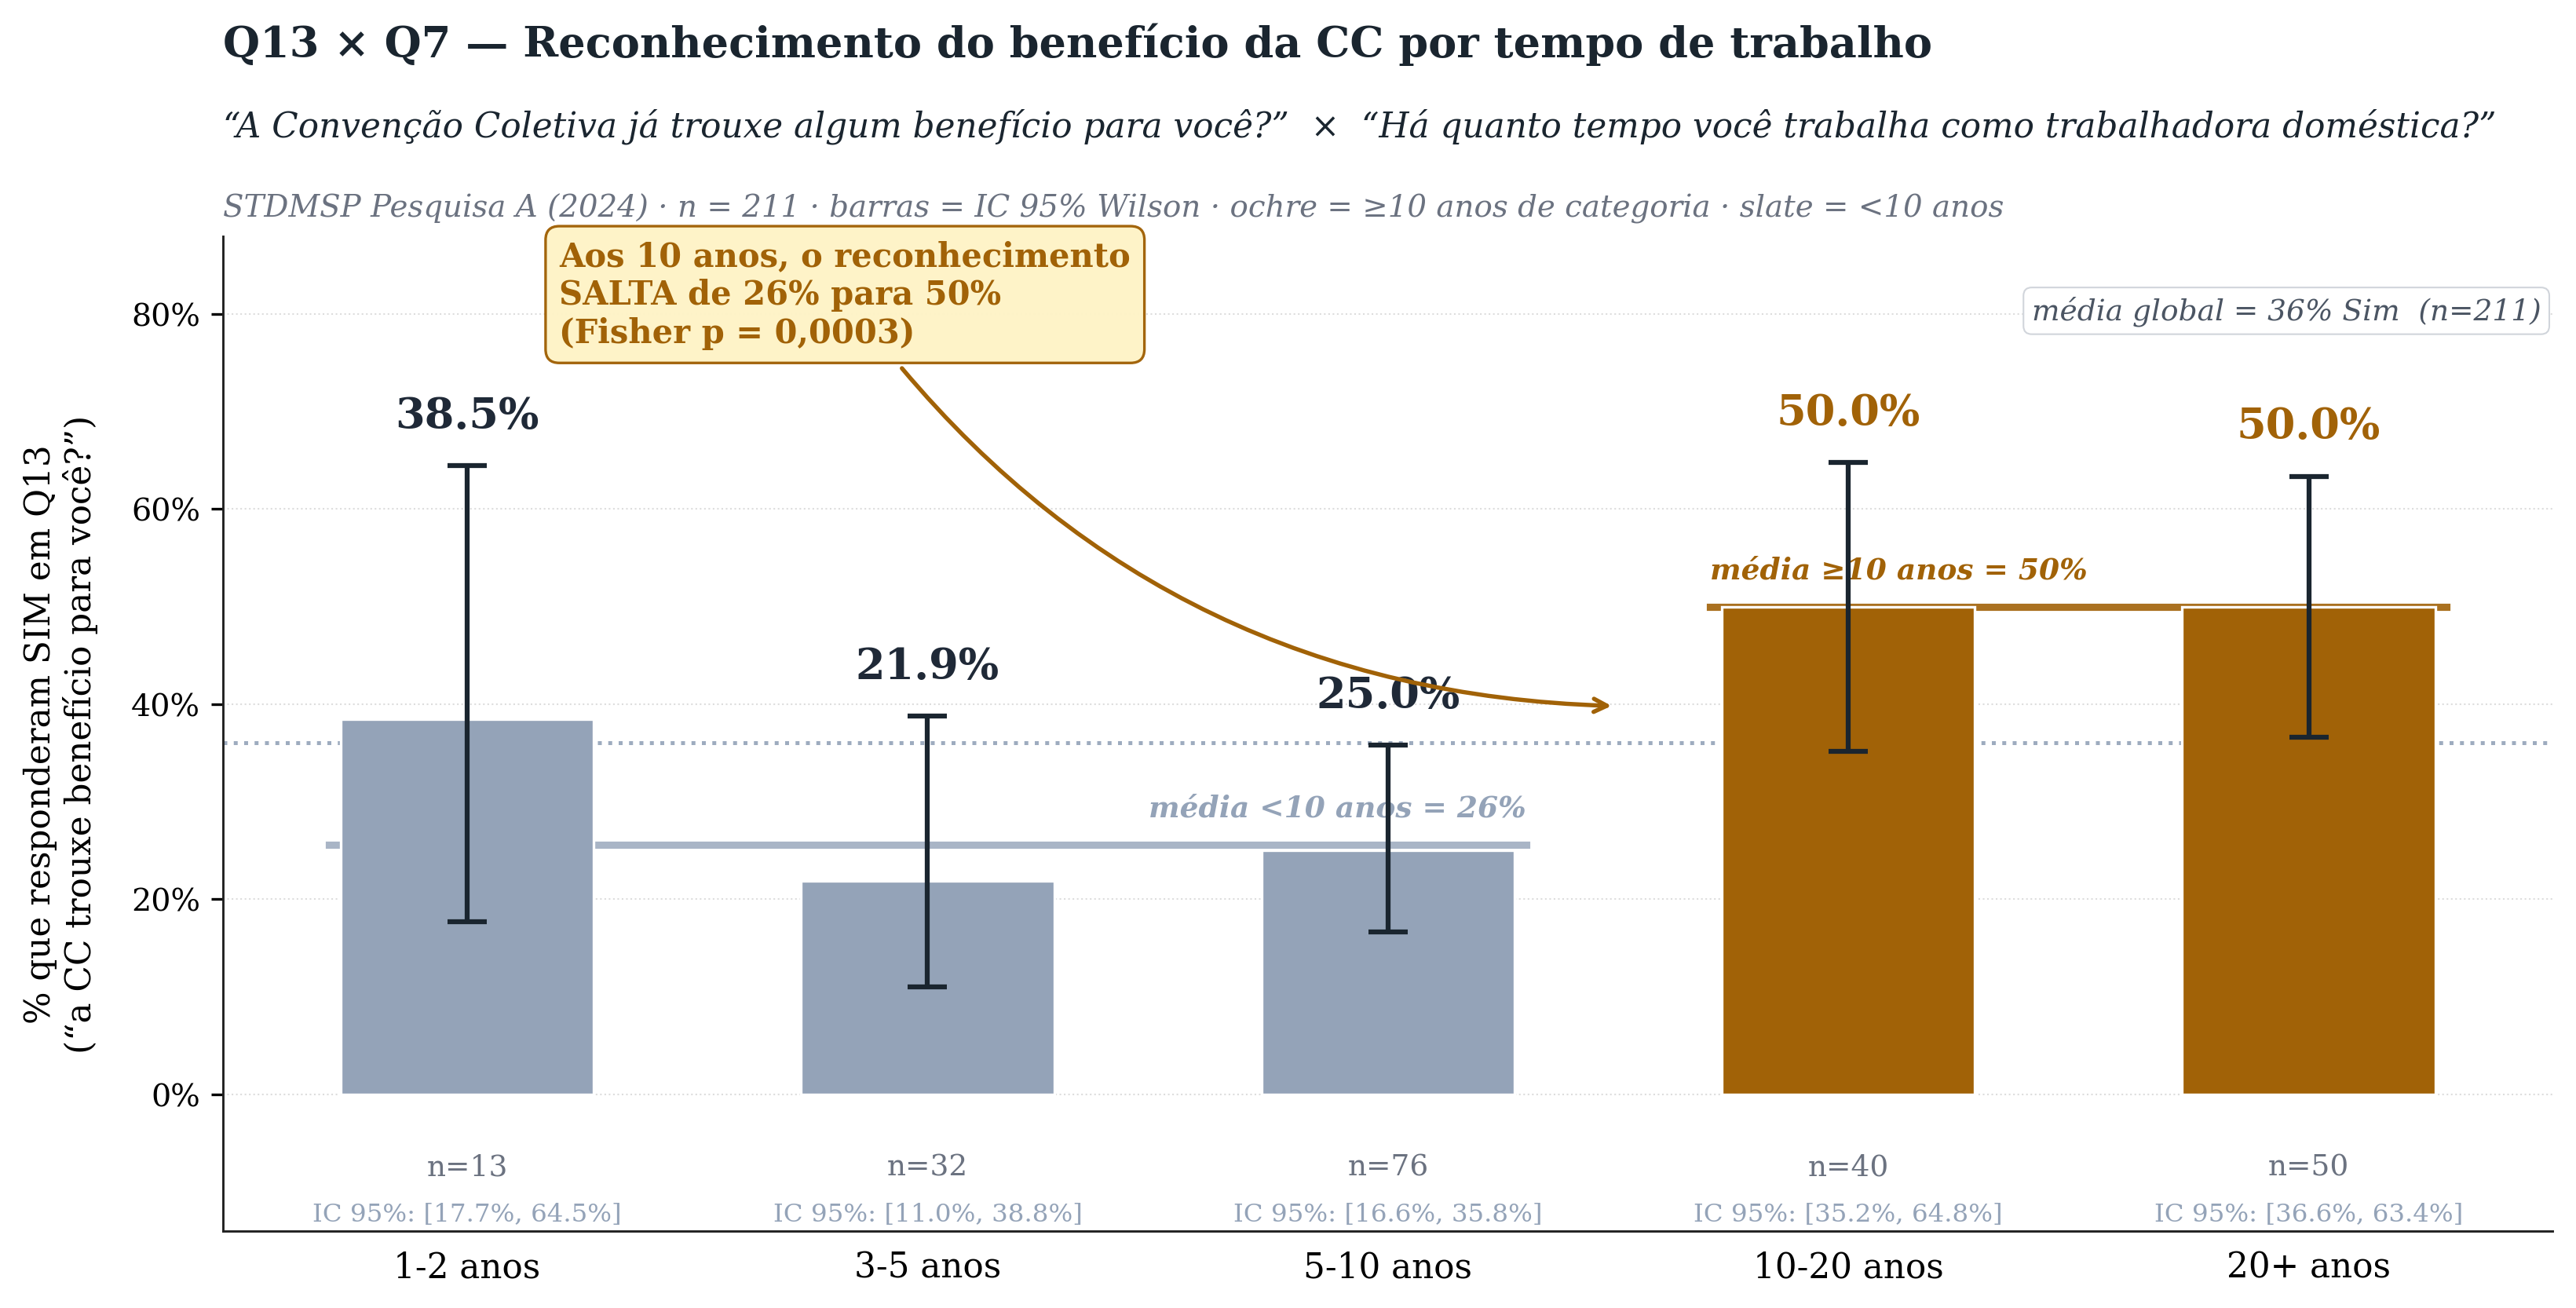 Q13 × Q7 — Reconhecimento do benefício da CC por tempo de trabalho
“A Convenção Coletiva já trouxe algum benefício para você?” × “Há quanto tempo você trabalha como trabalhadora doméstica?”
STDMSP Pesquisa A (2024) · n = 211 · barras = IC 95% Wilson · ochre = ≥10 anos de categoria · slate = <10 anos
Aos 10 anos, o reconhecimento
SALTA de 26% para 50%
(Fisher p = 0,0003)
média global = 36% Sim (n=211)
% que responderam SIM em Q13
(“a CC trouxe benefício para você?”)
80%
60%
40%
20%
0%
38.5%
21.9%
25.0%
50.0%
50.0%
média <10 anos = 26%
média ≥10 anos = 50%
n=13
n=32
n=76
n=40
n=50
IC 95%: [17.7%, 64.5%]
IC 95%: [11.0%, 38.8%]
IC 95%: [16.6%, 35.8%]
IC 95%: [35.2%, 64.8%]
IC 95%: [36.6%, 63.4%]
1-2 anos
3-5 anos
5-10 anos
10-20 anos
20+ anos